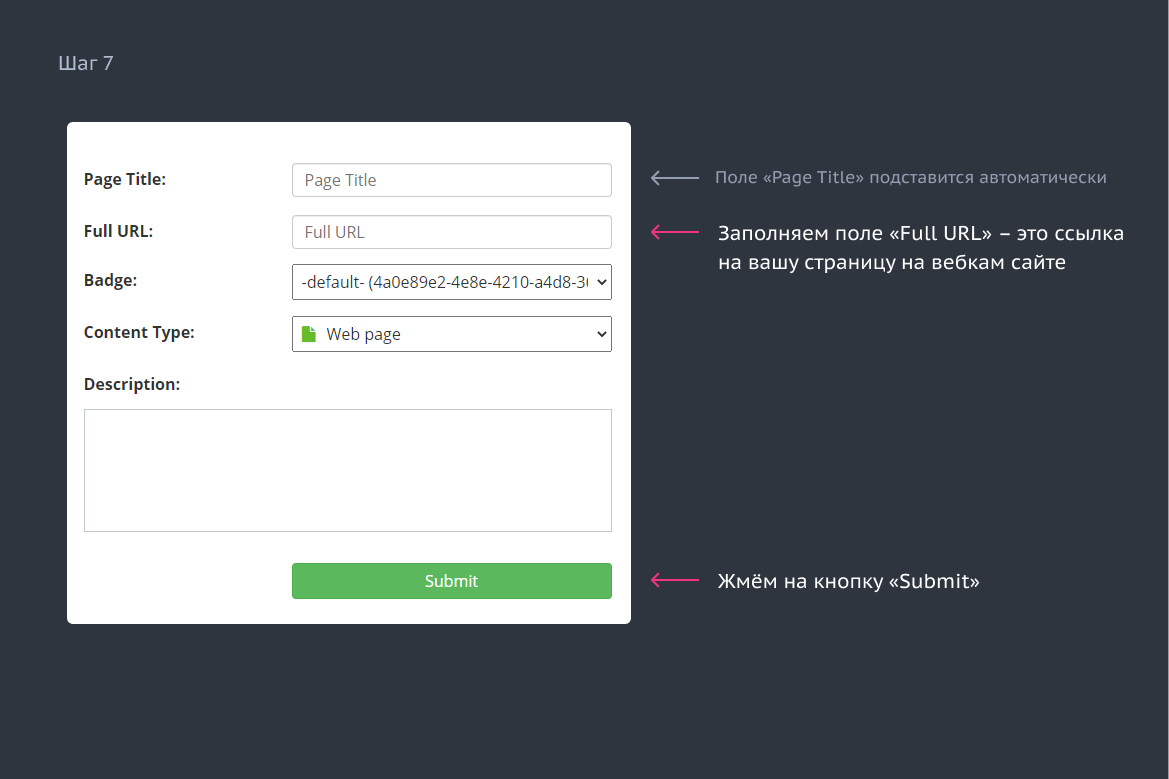 Шаг 7
Page Title:
Page Title
Поле «Page Title» подставится автоматически
Full URL:
Full URL
Заполняем поле «Full URL» – это ссылка
на вашу страницу на вебкам сайте
Badge:
-default- (4a0e89e2-4e8e-4210-a4d8-3
Content Type:
Web page
Description:
Submit
Жмём на кнопку «Submit»